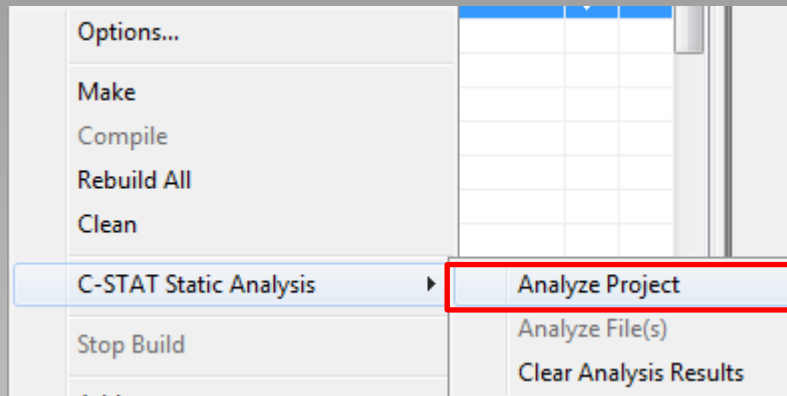 Options...
Make
Compile
Rebuild All
Clean
C-STAT Static Analysis
Analyze Project
Analyze File(s)
Stop Build
Clear Analysis Results